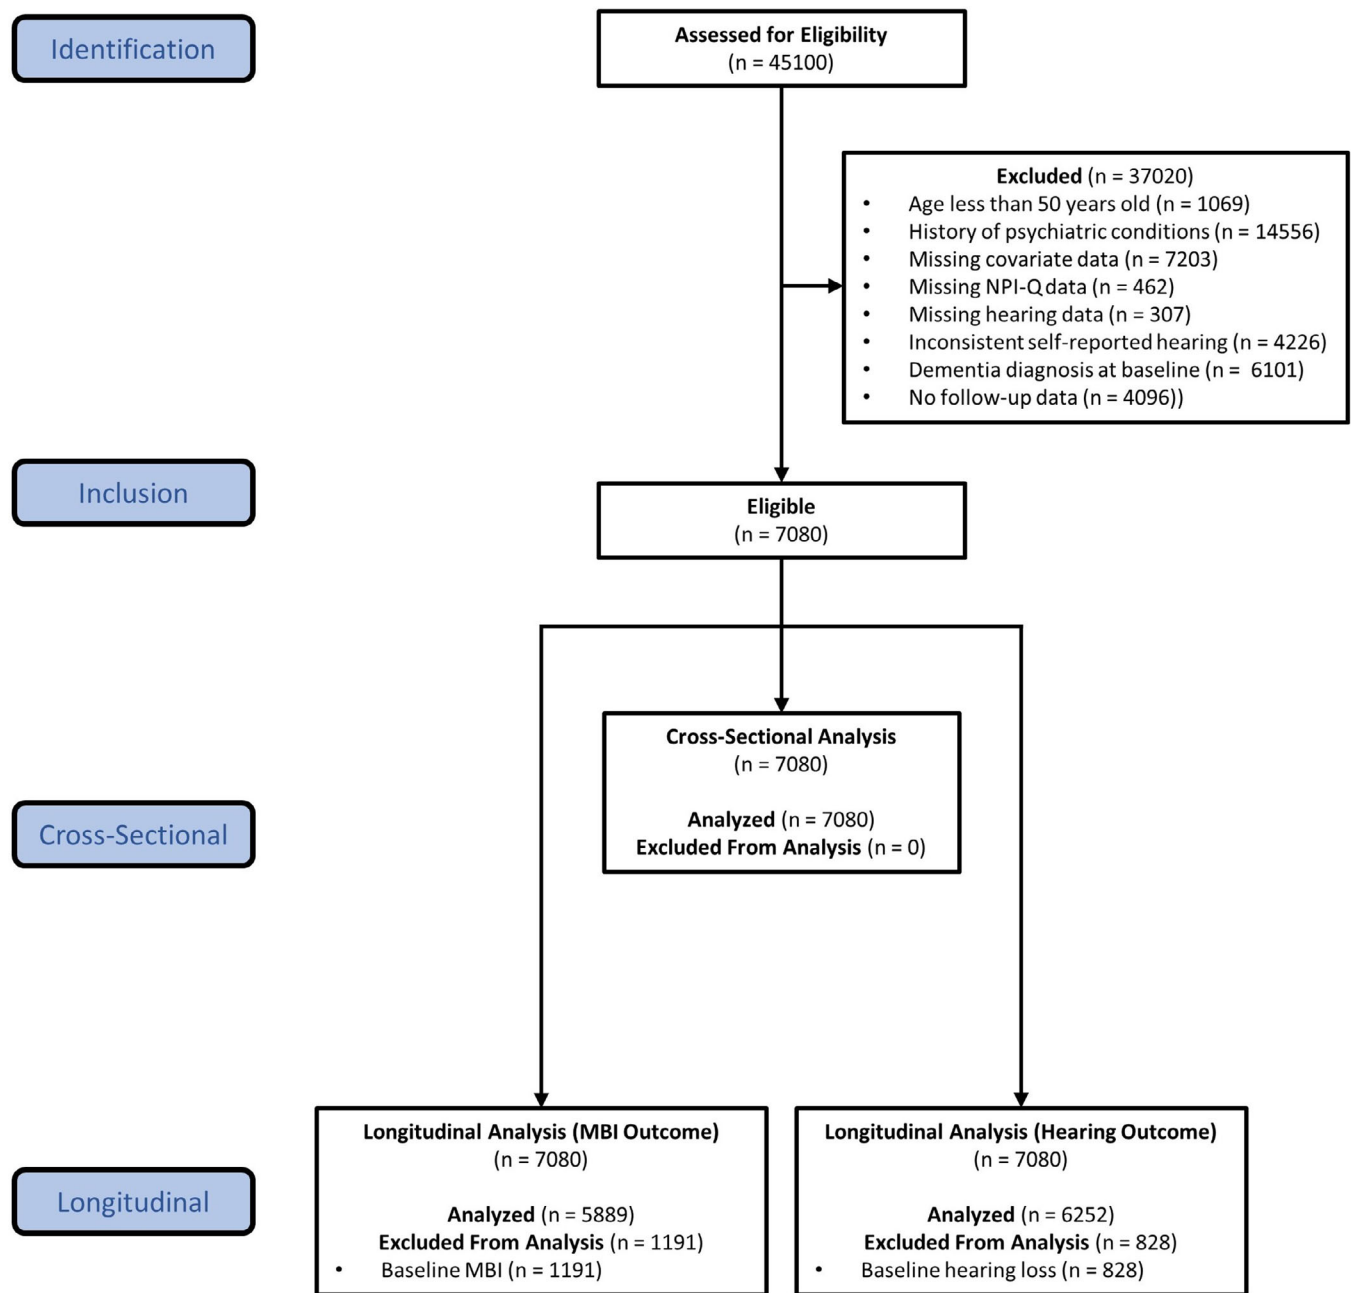 Identification
Assessed for Eligibility
(n = 45100)
Excluded (n = 37020)
• Age less than 50 years old (n = 1069)
• History of psychiatric conditions (n = 14556)
• Missing covariate data (n = 7203)
• Missing NPI-Q data (n = 462)
• Missing hearing data (n = 307)
• Inconsistent self-reported hearing (n = 4226)
• Dementia diagnosis at baseline (n = 6101)
• No follow-up data (n = 4096))
Inclusion
Eligible
(n = 7080)
Cross-Sectional
Cross-Sectional Analysis
(n = 7080)
Analyzed (n = 7080)
Excluded From Analysis (n = 0)
Longitudinal
Longitudinal Analysis (MBI Outcome)
(n = 7080)
Analyzed (n = 5889)
Excluded From Analysis (n = 1191)
• Baseline MBI (n = 1191)
Longitudinal Analysis (Hearing Outcome)
(n = 7080)
Analyzed (n = 6252)
Excluded From Analysis (n = 828)
• Baseline hearing loss (n = 828)